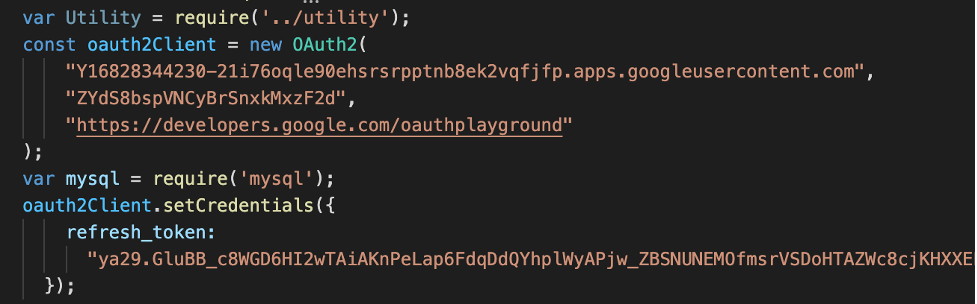 var Utility = require('../utility');
const oauth2Client = new OAuth2(
"Y16828344230-21i76oqle90ehsrsrpptnb8ek2vqfjfp.apps.googleusercontent.com",
"ZYdS8bspVNCyBrSnxkMxzF2d",
"https://developers.google.com/oauthplayground"
);
var mysql = require('mysql');
oauth2Client.setCredentials({
refresh_token:
"ya29.GluBB_c8WGD6HI2wTAiAKnPeLap6FdqDdQYhplWyAPjw_ZBSNUNEMOfmsrVSDoHTAZWc8cjKHXXE
});